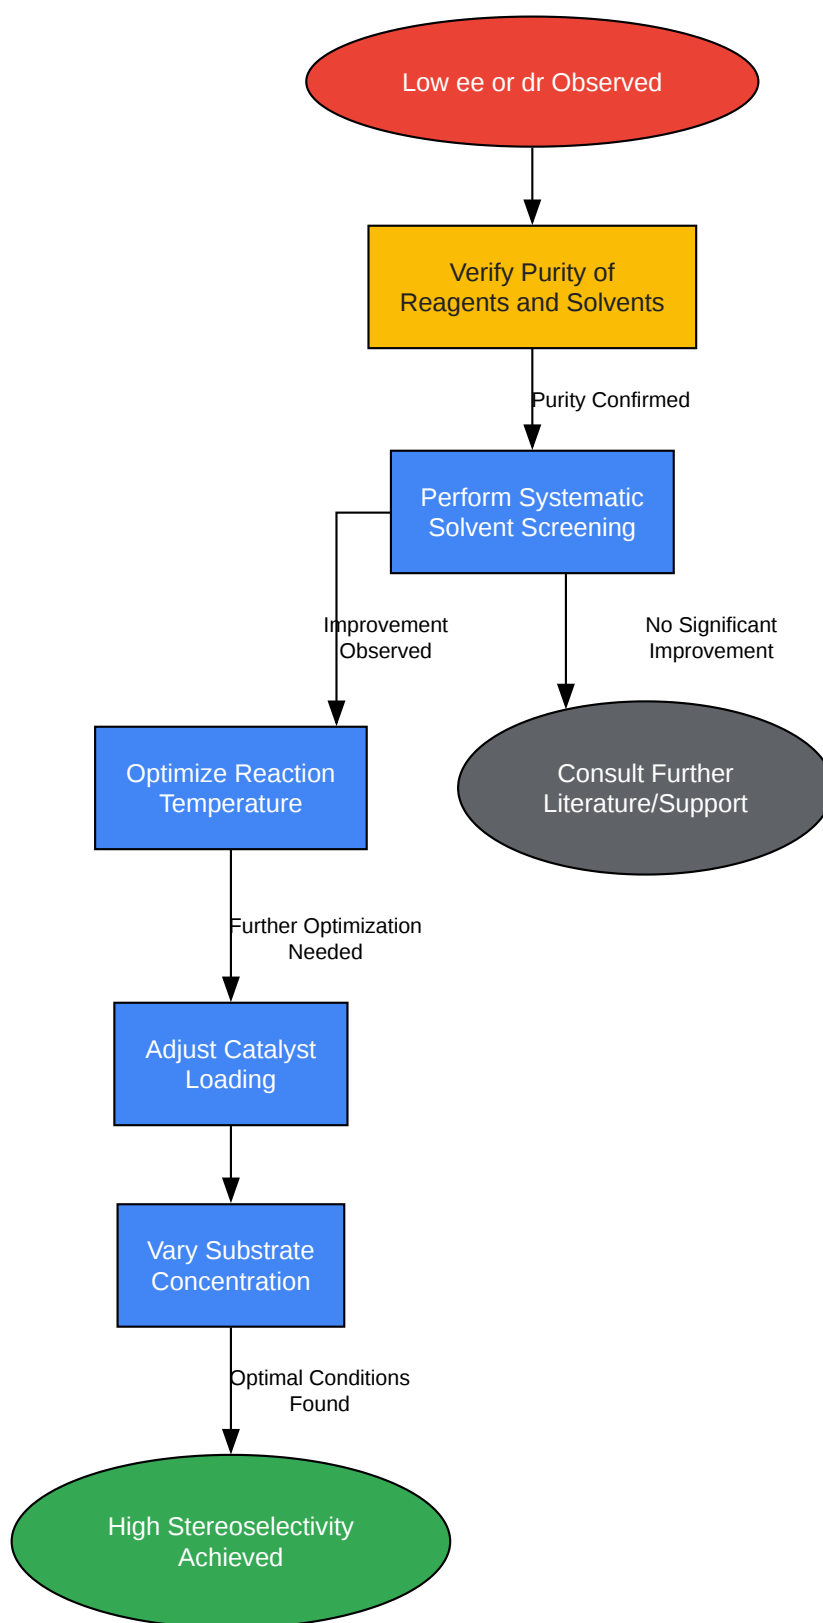 Low ee or dr Observed
Verify Purity of
Reagents and Solvents
Purity Confirmed
Perform Systematic
Solvent Screening
Improvement
Observed
No Significant
Improvement
Optimize Reaction
Temperature
Consult Further
Literature/Support
Further Optimization
Needed
Adjust Catalyst
Loading
Vary Substrate
Concentration
Optimal Conditions
Found
High Stereoselectivity
Achieved